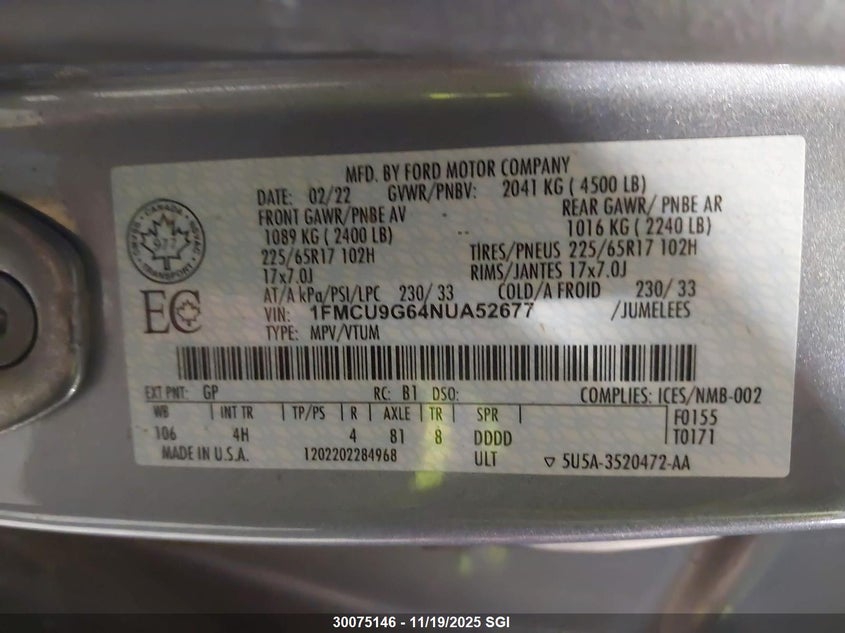 MFD. BY FORD MOTOR COMPANY
DATE: 02/22 GVWR/PNBV: 2041 KG ( 4500 LB)
FRONT GAWR/PNBE AV REAR GAWR/ PNBE AR
1089 KG ( 2400 LB) 1016 KG ( 2240 LB)
225/65R17 102H TIRES/PNEUS 225/65R17 102H
17x7.0J RIMS/JANTES 17x7.0J
AT/A kPa/PSI/LPC 230/ 33 COLD/A FROID 230/ 33
VIN: 1FMCU9G64NUA52677 /JUMELEES
TYPE: MPV/VTUM
CANADA
977
TRANSPORT
EC
EXT PNT: GP RC: B1 DSO: COMPLIES: ICES/NMB-002
WB INT TR TP/PS R AXLE TR SPR F0155
106 4H 4 81 8 DDDD T0171
MADE IN U.S.A. 1202202284968 ULT ▽ 5U5A-3520472-AA
30075146 - 11/19/2025 SGI